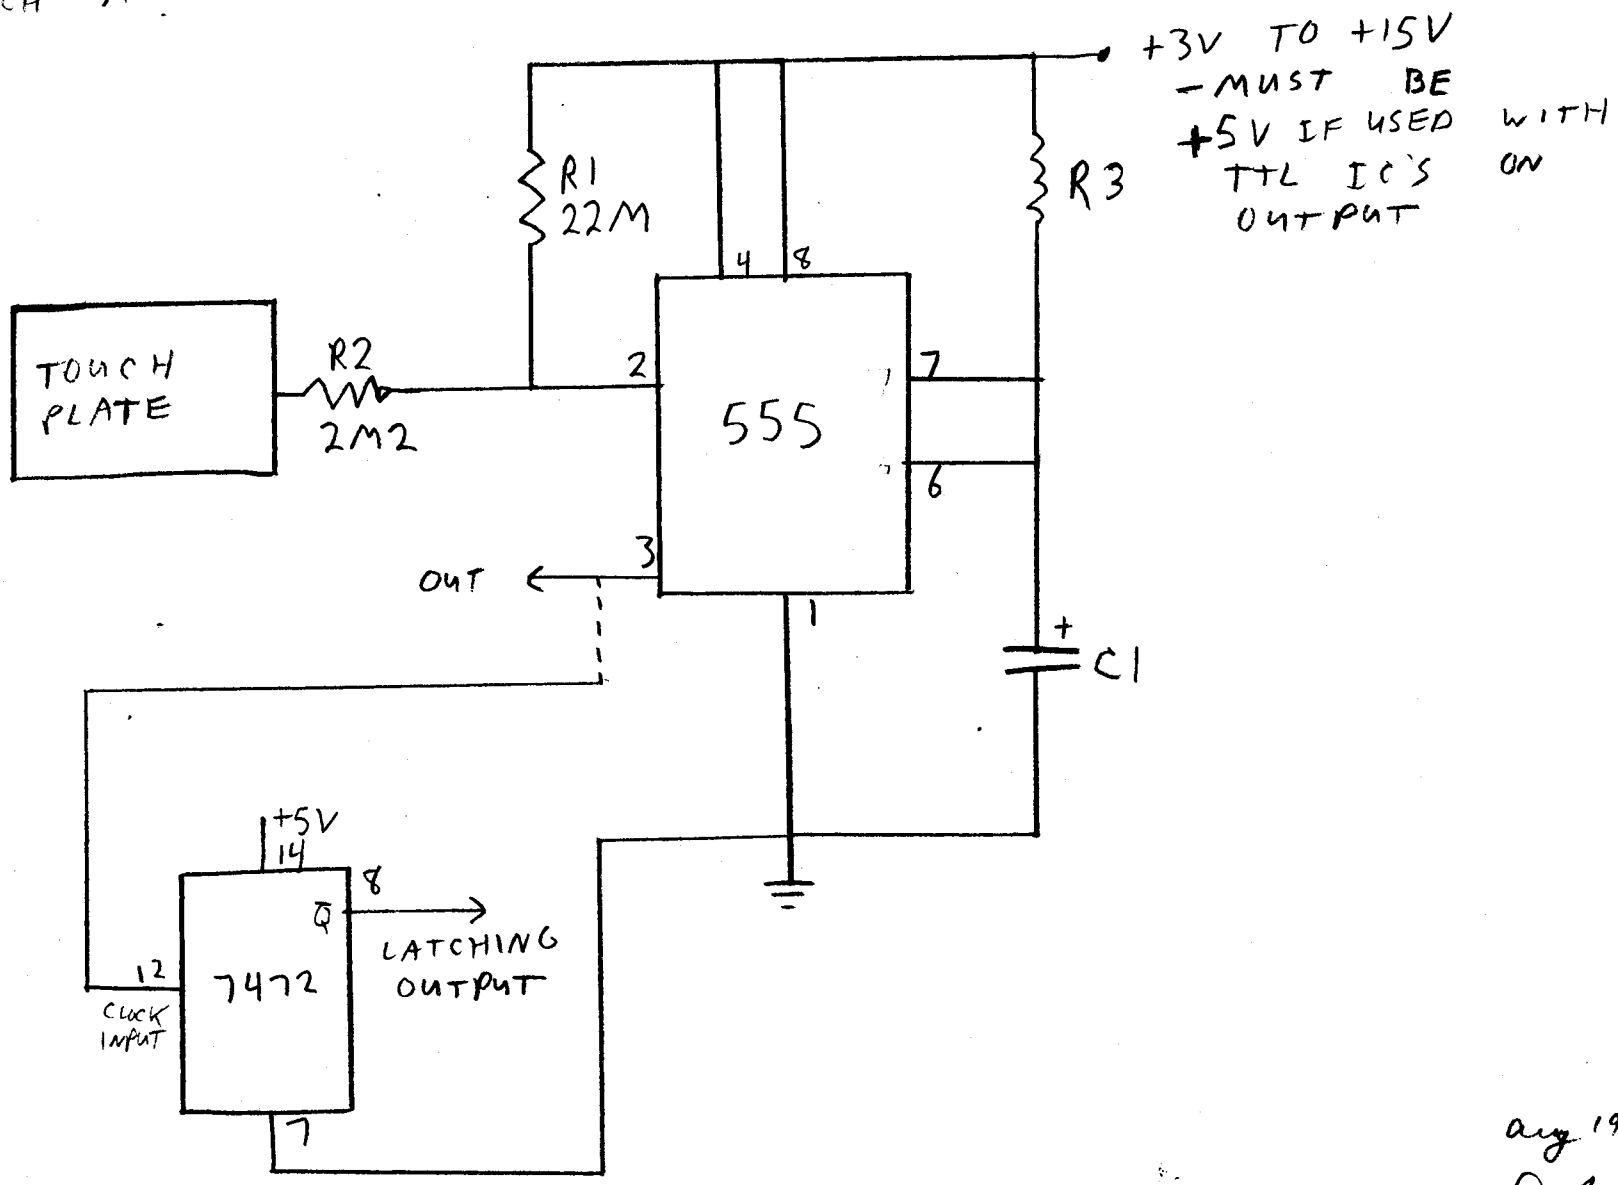 +3V TO +15V
- MUST BE
+5V IF USED WITH
TTL IC'S ON
OUTPUT
R1
22M
R3
4
8
TOUCH
PLATE
R2
2M2
2
7
555
6
3
OUT
1
+
C1
+5V
14
8
Q̅
LATCHING
OUTPUT
12
7472
CLOCK
INPUT
7
aug 19